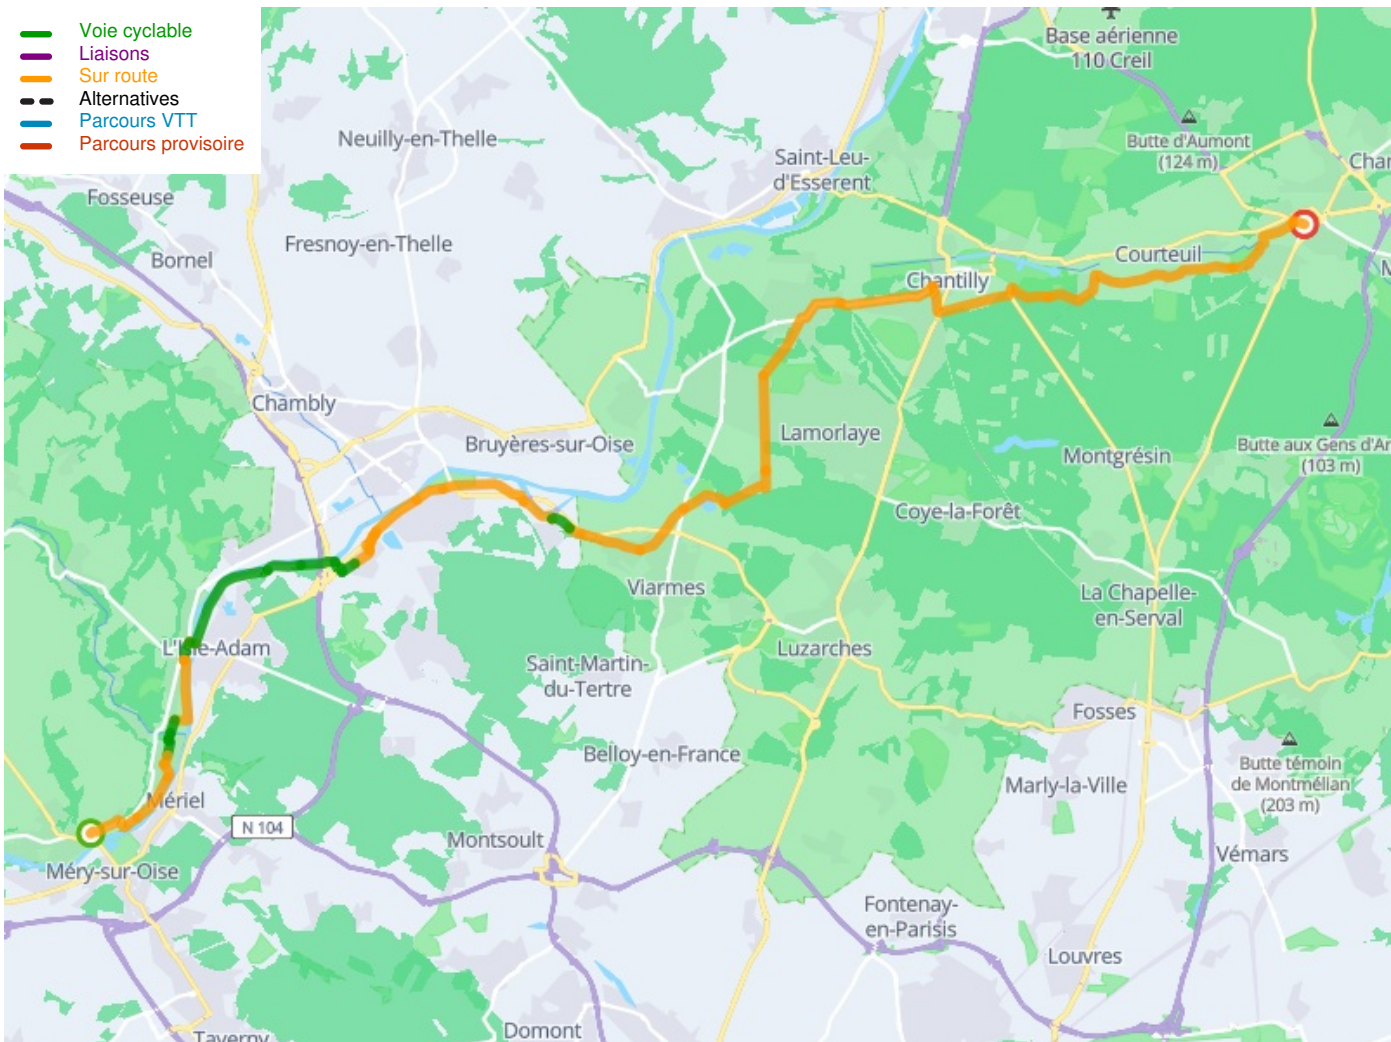 Voie cyclable
Liaisons
Sur route
Alternatives
Parcours VTT
Parcours provisoire
Base aérienne
110 Creil
Neuilly-en-Thelle
Butte d'Aumont
(124 m)
Saint-Leu-
d'Esserent
Fosseuse
Fresnoy-en-Thelle
Bornel
Courteuil
Chantilly
Chambly
Bruyères-sur-Oise
Lamorlaye
Montgrésin
(103 m)
Coye-la-Forêt
Viarmes
La Chapelle-
en-Serval
L'Isle-Adam
Luzarches
Saint-Martin-
du-Tertre
Fosses
Belloy-en-France
Butte témoin
de Montmélian
(203 m)
Marly-la-Ville
Mériel
N 104
Montsoult
Vémars
Méry-sur-Oise
Fontenay-
en-Parisis
Louvres
Domont
Taverny